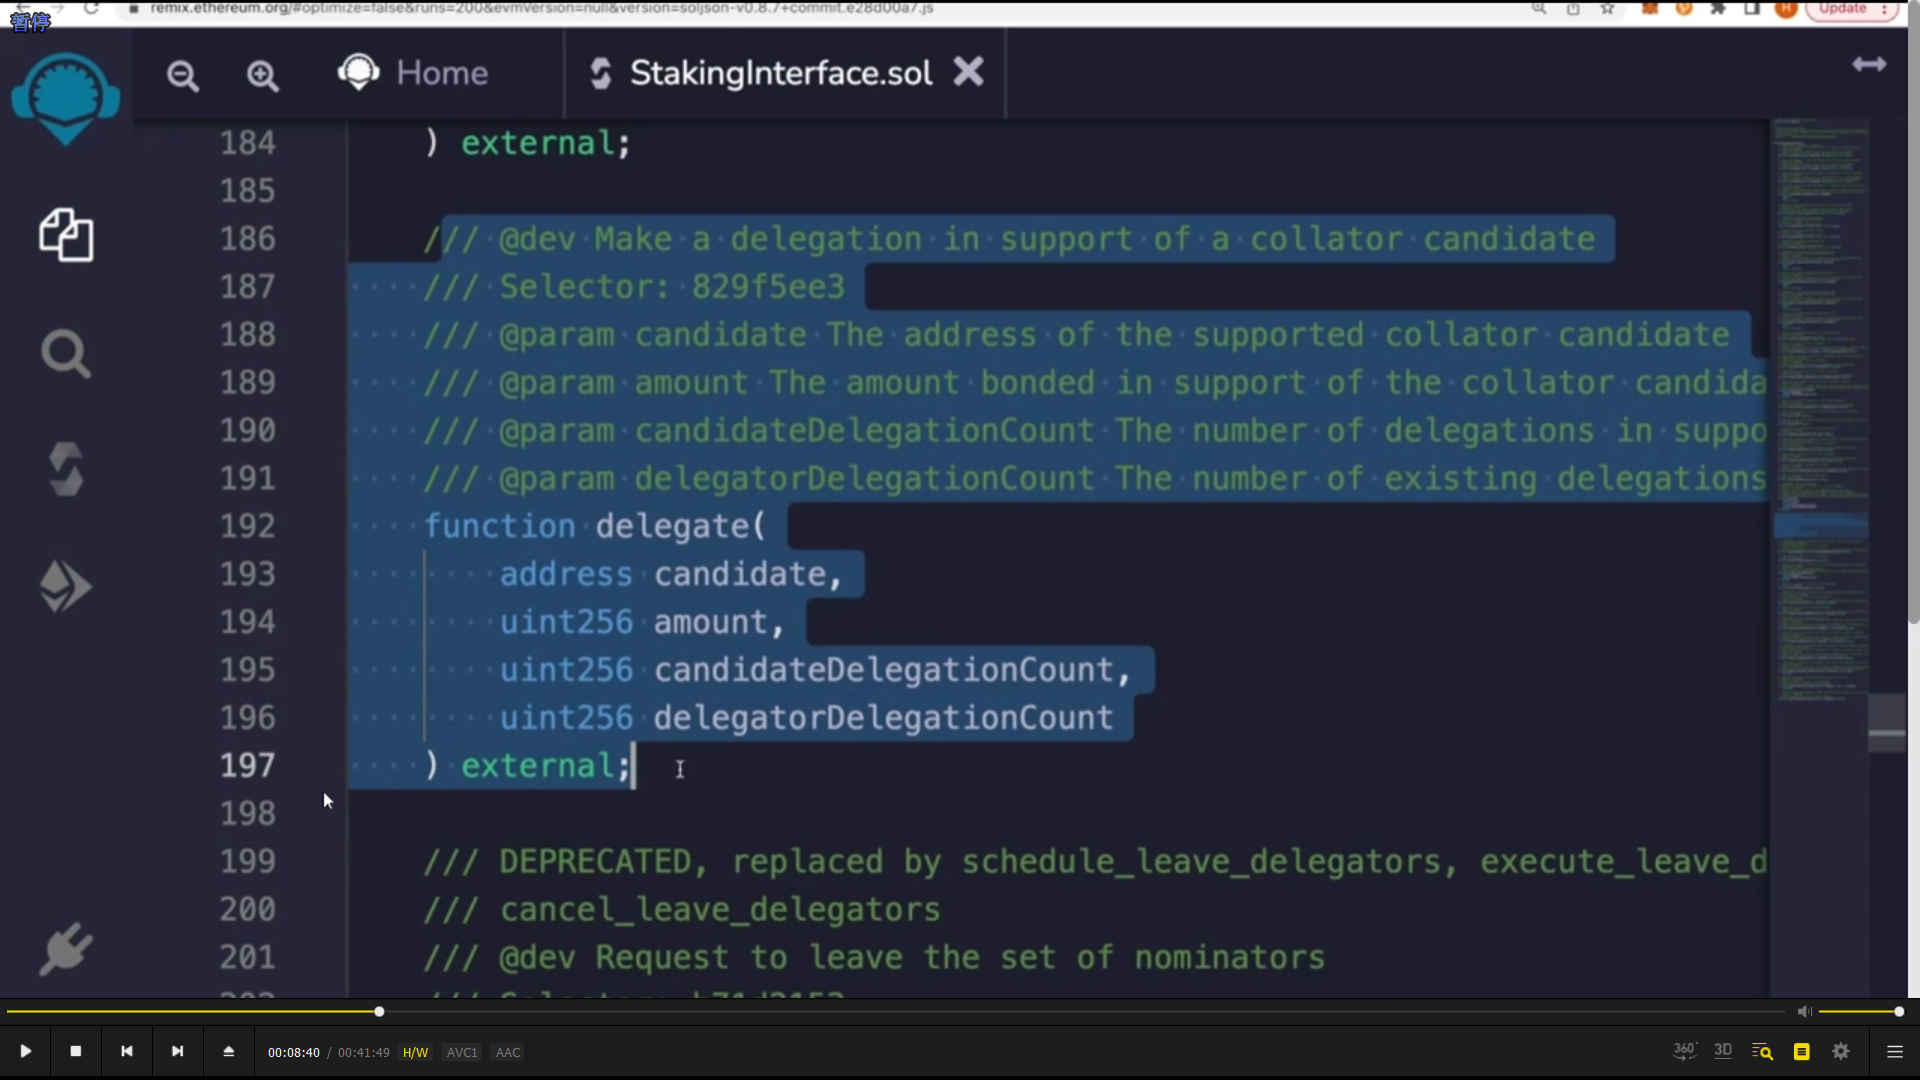 remix.ethereum.org/#optimize=false&runs=200&evmVersion=null&version=soljson-v0.8.7+commit.e28d00a7.js
H
Update
暂停
Home
StakingInterface.sol
184 ) external;
185
186 /// @dev Make a delegation in support of a collator candidate
187 /// Selector: 829f5ee3
188 /// @param candidate The address of the supported collator candidate
189 /// @param amount The amount bonded in support of the collator candida
190 /// @param candidateDelegationCount The number of delegations in suppo
191 /// @param delegatorDelegationCount The number of existing delegations
192 function delegate(
193 address candidate,
194 uint256 amount,
195 uint256 candidateDelegationCount,
196 uint256 delegatorDelegationCount
197 ) external;
198
199 /// DEPRECATED, replaced by schedule_leave_delegators, execute_leave_d
200 /// cancel_leave_delegators
201 /// @dev Request to leave the set of nominators
00:08:40 / 00:41:49 H/W AVC1 AAC
360° 3D